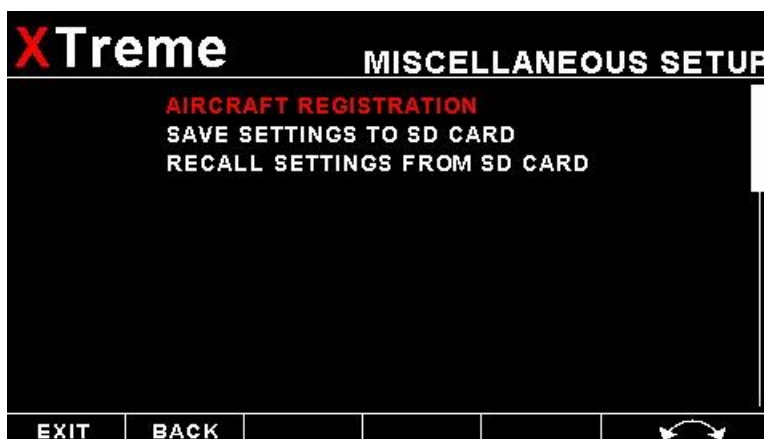 XTreme
MISCELLANEOUS SETUP
AIRCRAFT REGISTRATION
SAVE SETTINGS TO SD CARD
RECALL SETTINGS FROM SD CARD
EXIT BACK